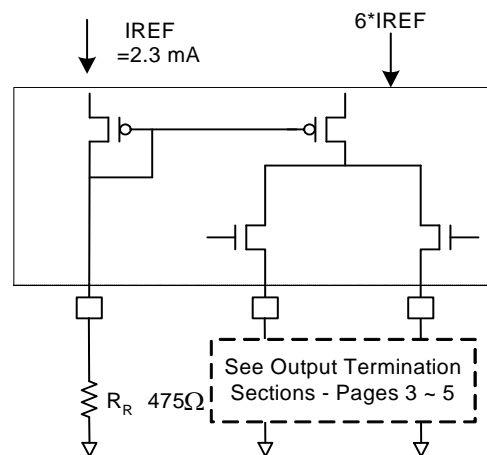 IREF
=2.3 mA
6*IREF
See Output Termination
Sections - Pages 3 ~ 5
RR 475Ω